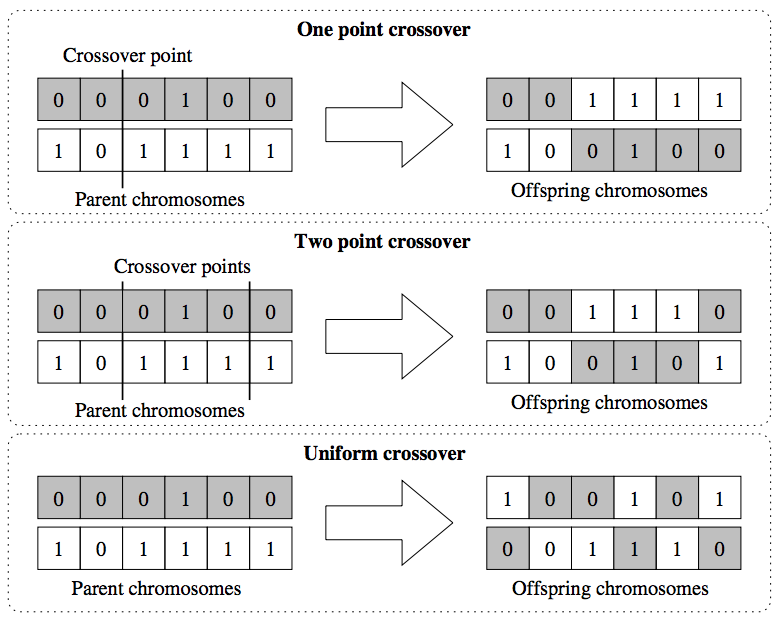 One point crossover
Crossover point
0 0 0 1 0 0
1 0 1 1 1 1
Parent chromosomes
0 0 1 1 1 1
1 0 0 1 0 0
Offspring chromosomes
Two point crossover
Crossover points
0 0 0 1 0 0
1 0 1 1 1 1
Parent chromosomes
0 0 1 1 1 0
1 0 0 1 0 1
Offspring chromosomes
Uniform crossover
0 0 0 1 0 0
1 0 1 1 1 1
Parent chromosomes
1 0 0 1 0 1
0 0 1 1 1 0
Offspring chromosomes